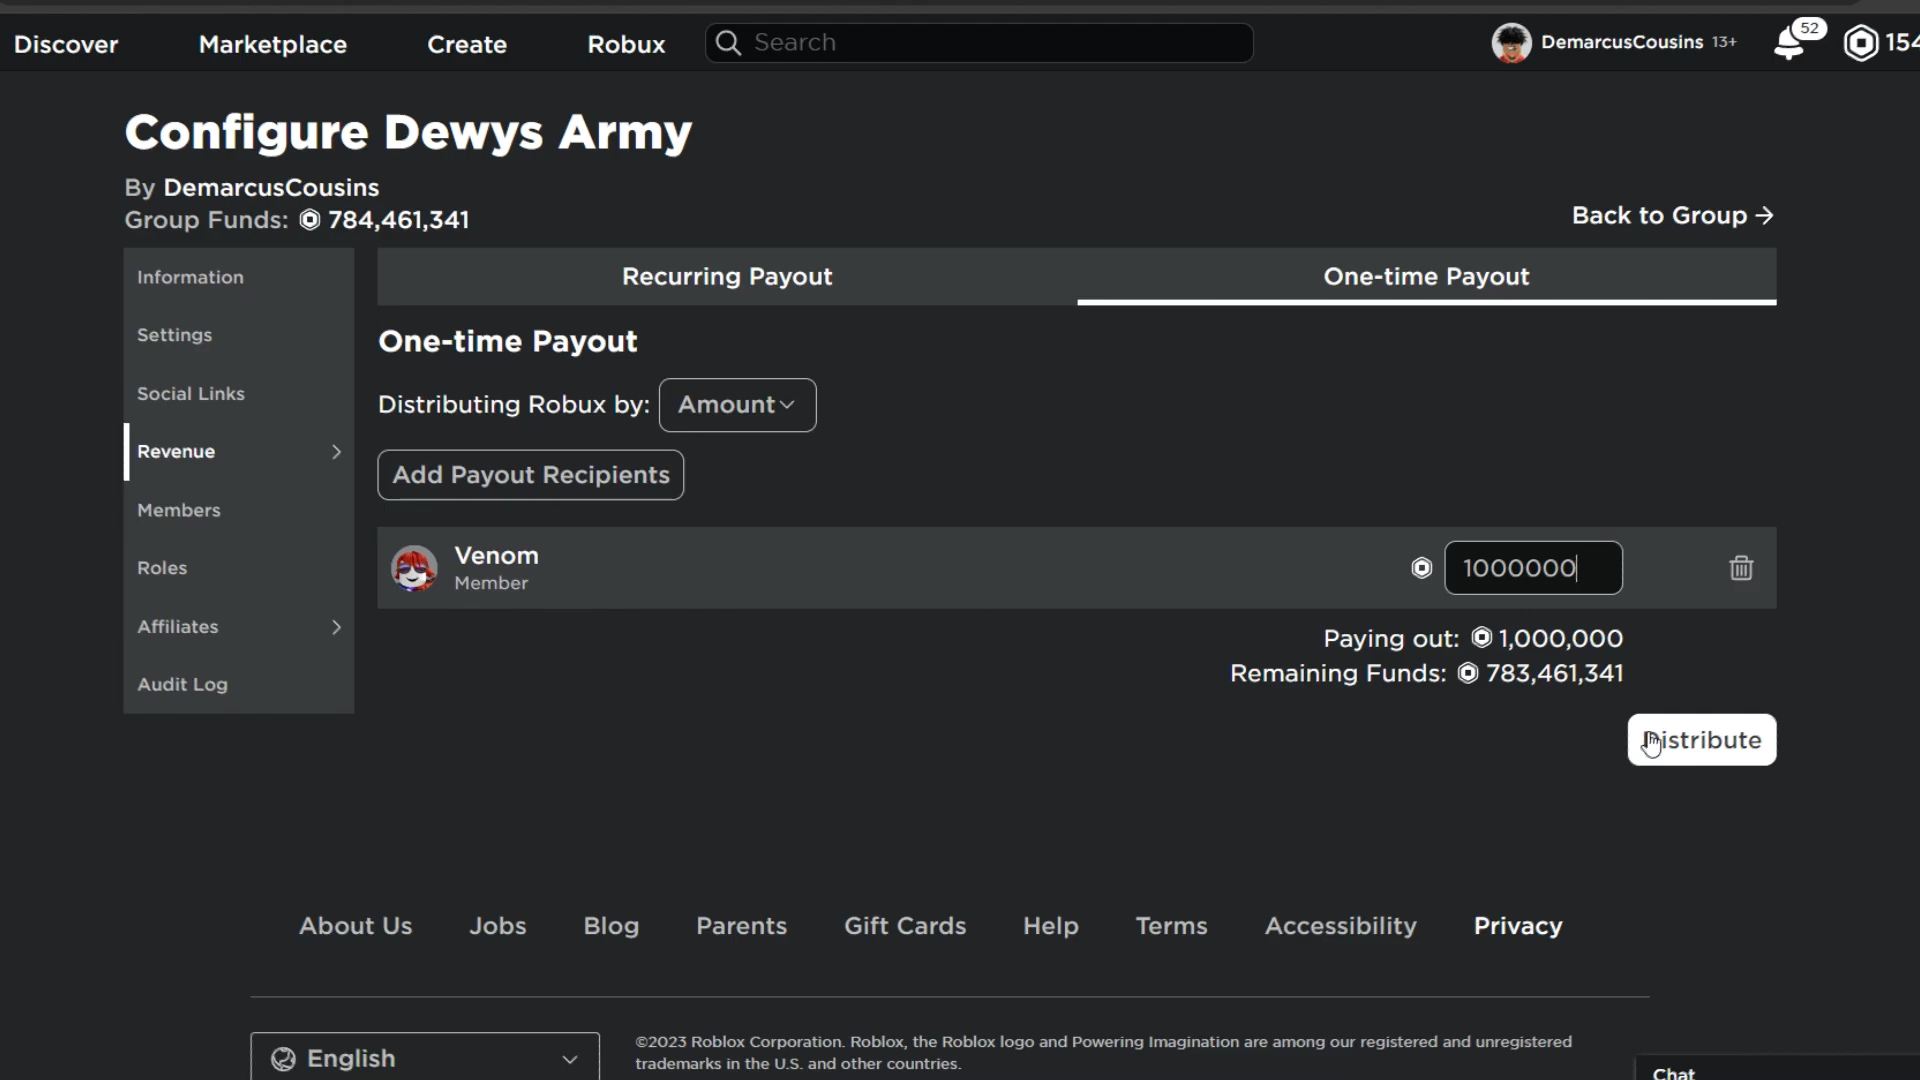 Discover Marketplace Create Robux Search DemarcusCousins 13+ 52 154
Configure Dewys Army
By DemarcusCousins
Group Funds: 784,461,341
Back to Group →
Information
Settings
Social Links
Revenue
Members
Roles
Affiliates
Audit Log
Recurring Payout One-time Payout
One-time Payout
Distributing Robux by: Amount
Add Payout Recipients
Venom
Member
1000000
Paying out: 1,000,000
Remaining Funds: 783,461,341
Distribute
About Us Jobs Blog Parents Gift Cards Help Terms Accessibility Privacy
English
©2023 Roblox Corporation. Roblox, the Roblox logo and Powering Imagination are among our registered and unregistered
trademarks in the U.S. and other countries.
Chat